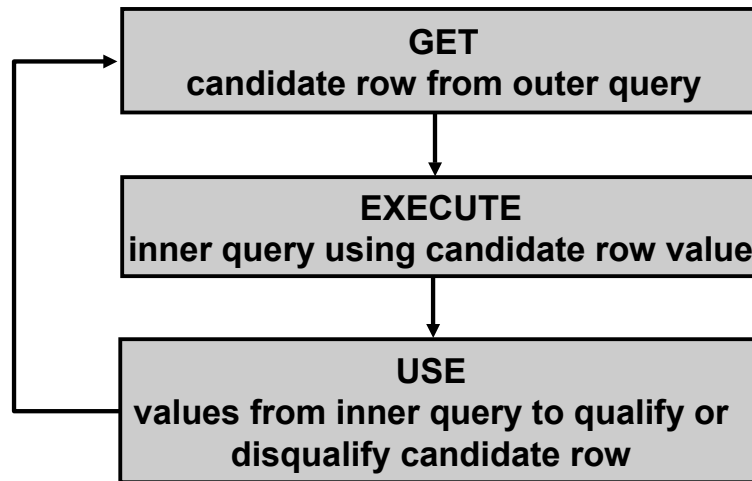 GET
candidate row from outer query
EXECUTE
inner query using candidate row value
USE
values from inner query to qualify or
disqualify candidate row